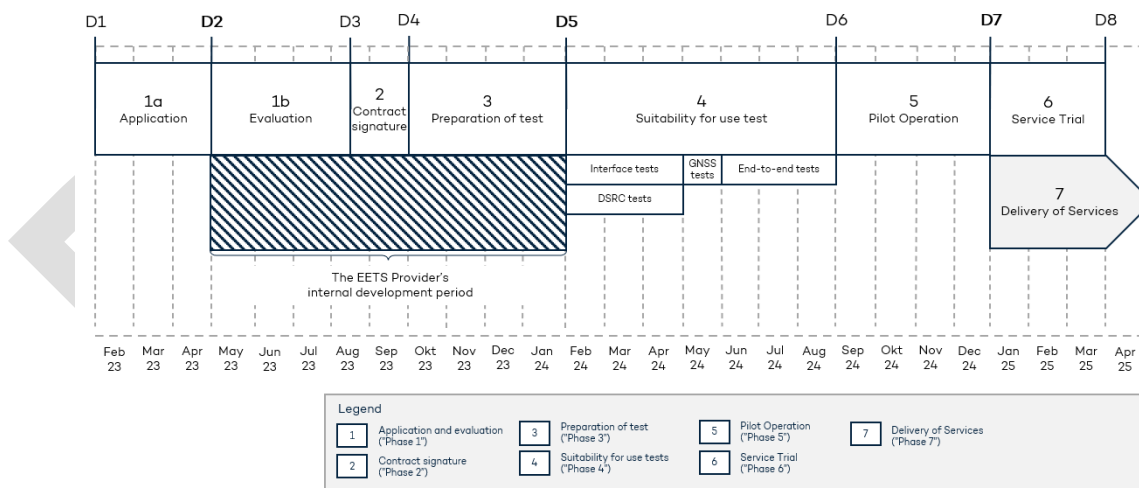 D1
D2
D3
D4
D5
D6
D7
D8
1a
Application
1b
Evaluation
2
Contract
signature
3
Preparation of test
4
Suitability for use test
5
Pilot Operation
6
Service Trial
Interface tests
GNSS
tests
End-to-end tests
DSRC tests
7
Delivery of Services
The EETS Provider's
internal development period
Feb
23
Mar
23
Apr
23
May
23
Jun
23
Jul
23
Aug
23
Sep
23
Okt
23
Nov
23
Dec
23
Jan
24
Feb
24
Mar
24
Apr
24
May
24
Jun
24
Jul
24
Aug
24
Sep
24
Okt
24
Nov
24
Dec
24
Jan
25
Feb
25
Mar
25
Apr
25
Legend
1
Application and evaluation
("Phase 1")
2
Contract signature
("Phase 2")
3
Preparation of test
("Phase 3")
4
Suitability for use tests
("Phase 4")
5
Pilot Operation
("Phase 5")
6
Service Trial
("Phase 6")
7
Delivery of Services
("Phase 7")